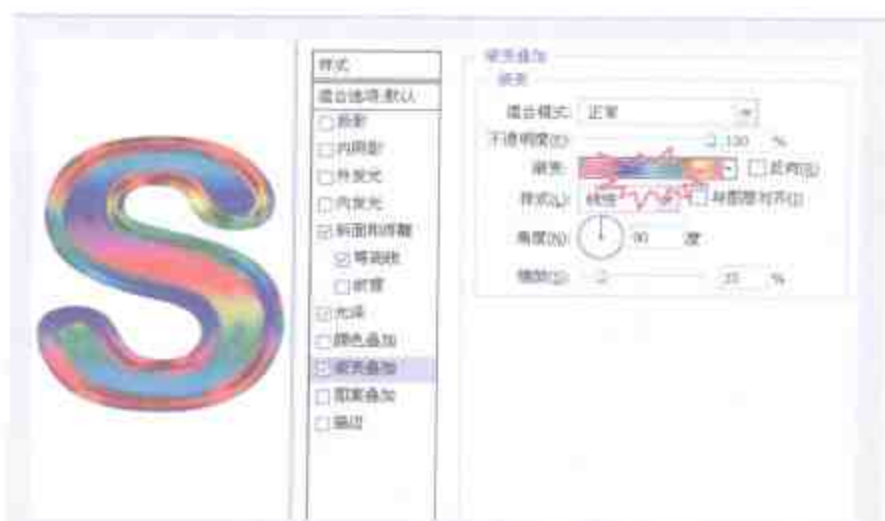 S
样式
混合选项:默认
投影
内阴影
外发光
内发光
斜面和浮雕
等高线
纹理
光泽
颜色叠加
渐变叠加
图案叠加
描边
渐变叠加
渐变
混合模式: 正常
不透明度(O): 100 %
渐变: 反向(R)
样式(L): 线性 与图层对齐(I)
角度(N): 90 度
缩放(S): %